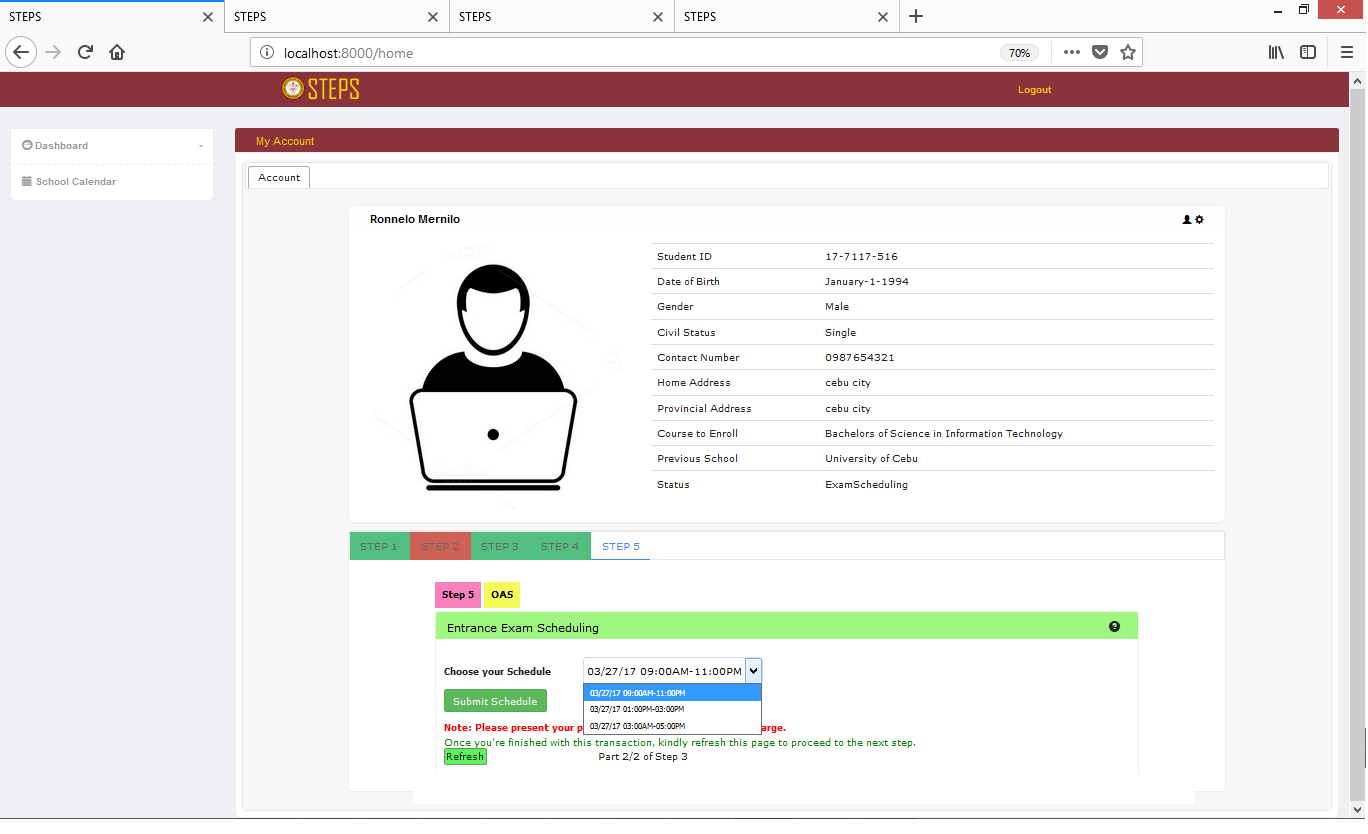 STEPS
STEPS
STEPS
STEPS
localhost:8000/home
70%
STEPS
Logout
Dashboard
School Calendar
My Account
Account
Ronnelo Mernilo
Student ID 17-7117-516
Date of Birth January-1-1994
Gender Male
Civil Status Single
Contact Number 0987654321
Home Address cebu city
Provincial Address cebu city
Course to Enroll Bachelors of Science in Information Technology
Previous School University of Cebu
Status ExamScheduling
STEP 1 STEP 2 STEP 3 STEP 4 STEP 5
Step 5 OAS
Entrance Exam Scheduling
Choose your Schedule 03/27/17 09:00AM-11:00PM
03/27/17 09:00AM-11:00PM
Submit Schedule
03/27/17 01:00PM-03:00PM
03/27/17 03:00AM-05:00PM
Note: Please present your
Once you're finished with this transaction, kindly refresh this page to proceed to the next step.
Refresh Part 2/2 of Step 3